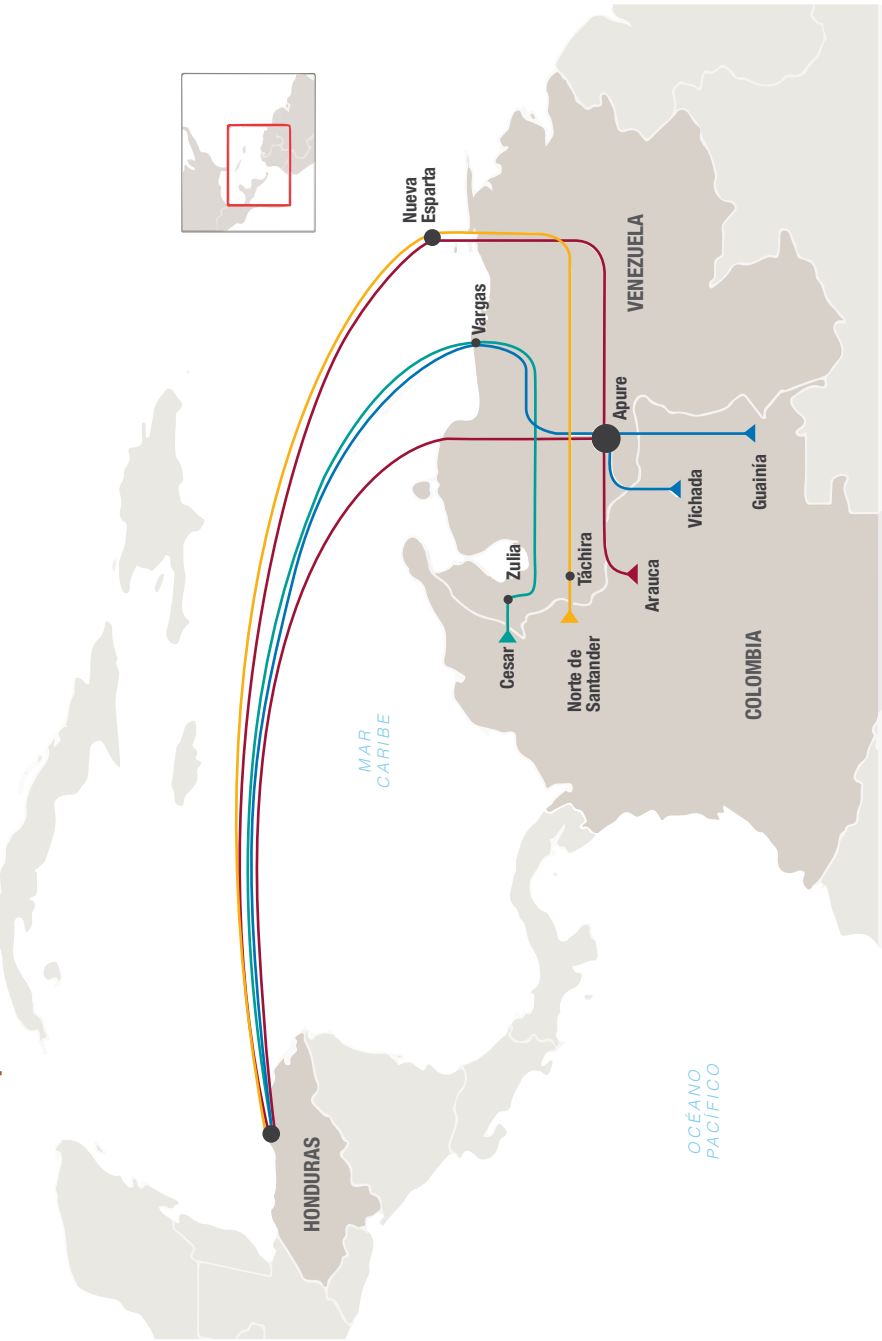 HONDURAS
MAR
CARIBE
OCÉANO
PACÍFICO
Cesar
Zulia
Norte de
Santander
Táchira
Arauca
COLOMBIA
Vichada
Guainía
Apure
Vargas
Nueva
Esparta
VENEZUELA